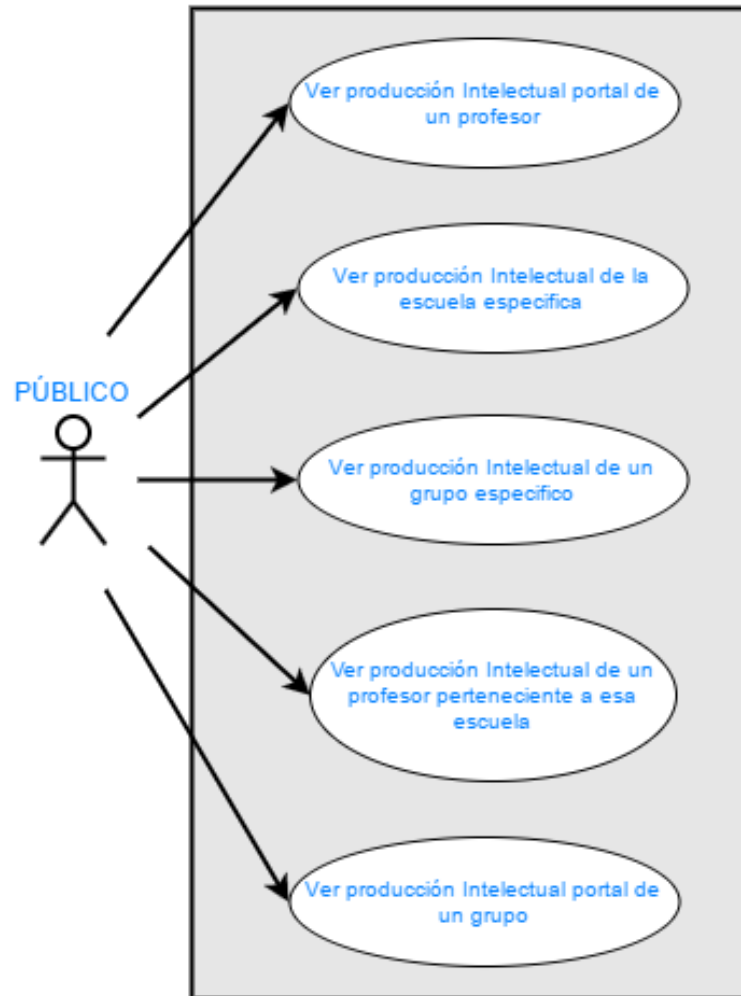 Ver producción Intelectual portal de
un profesor
Ver producción Intelectual de la
escuela especifica
PÚBLICO
Ver producción Intelectual de un
grupo especifico
Ver producción Intelectual de un
profesor perteneciente a esa
escuela
Ver producción Intelectual portal de
un grupo